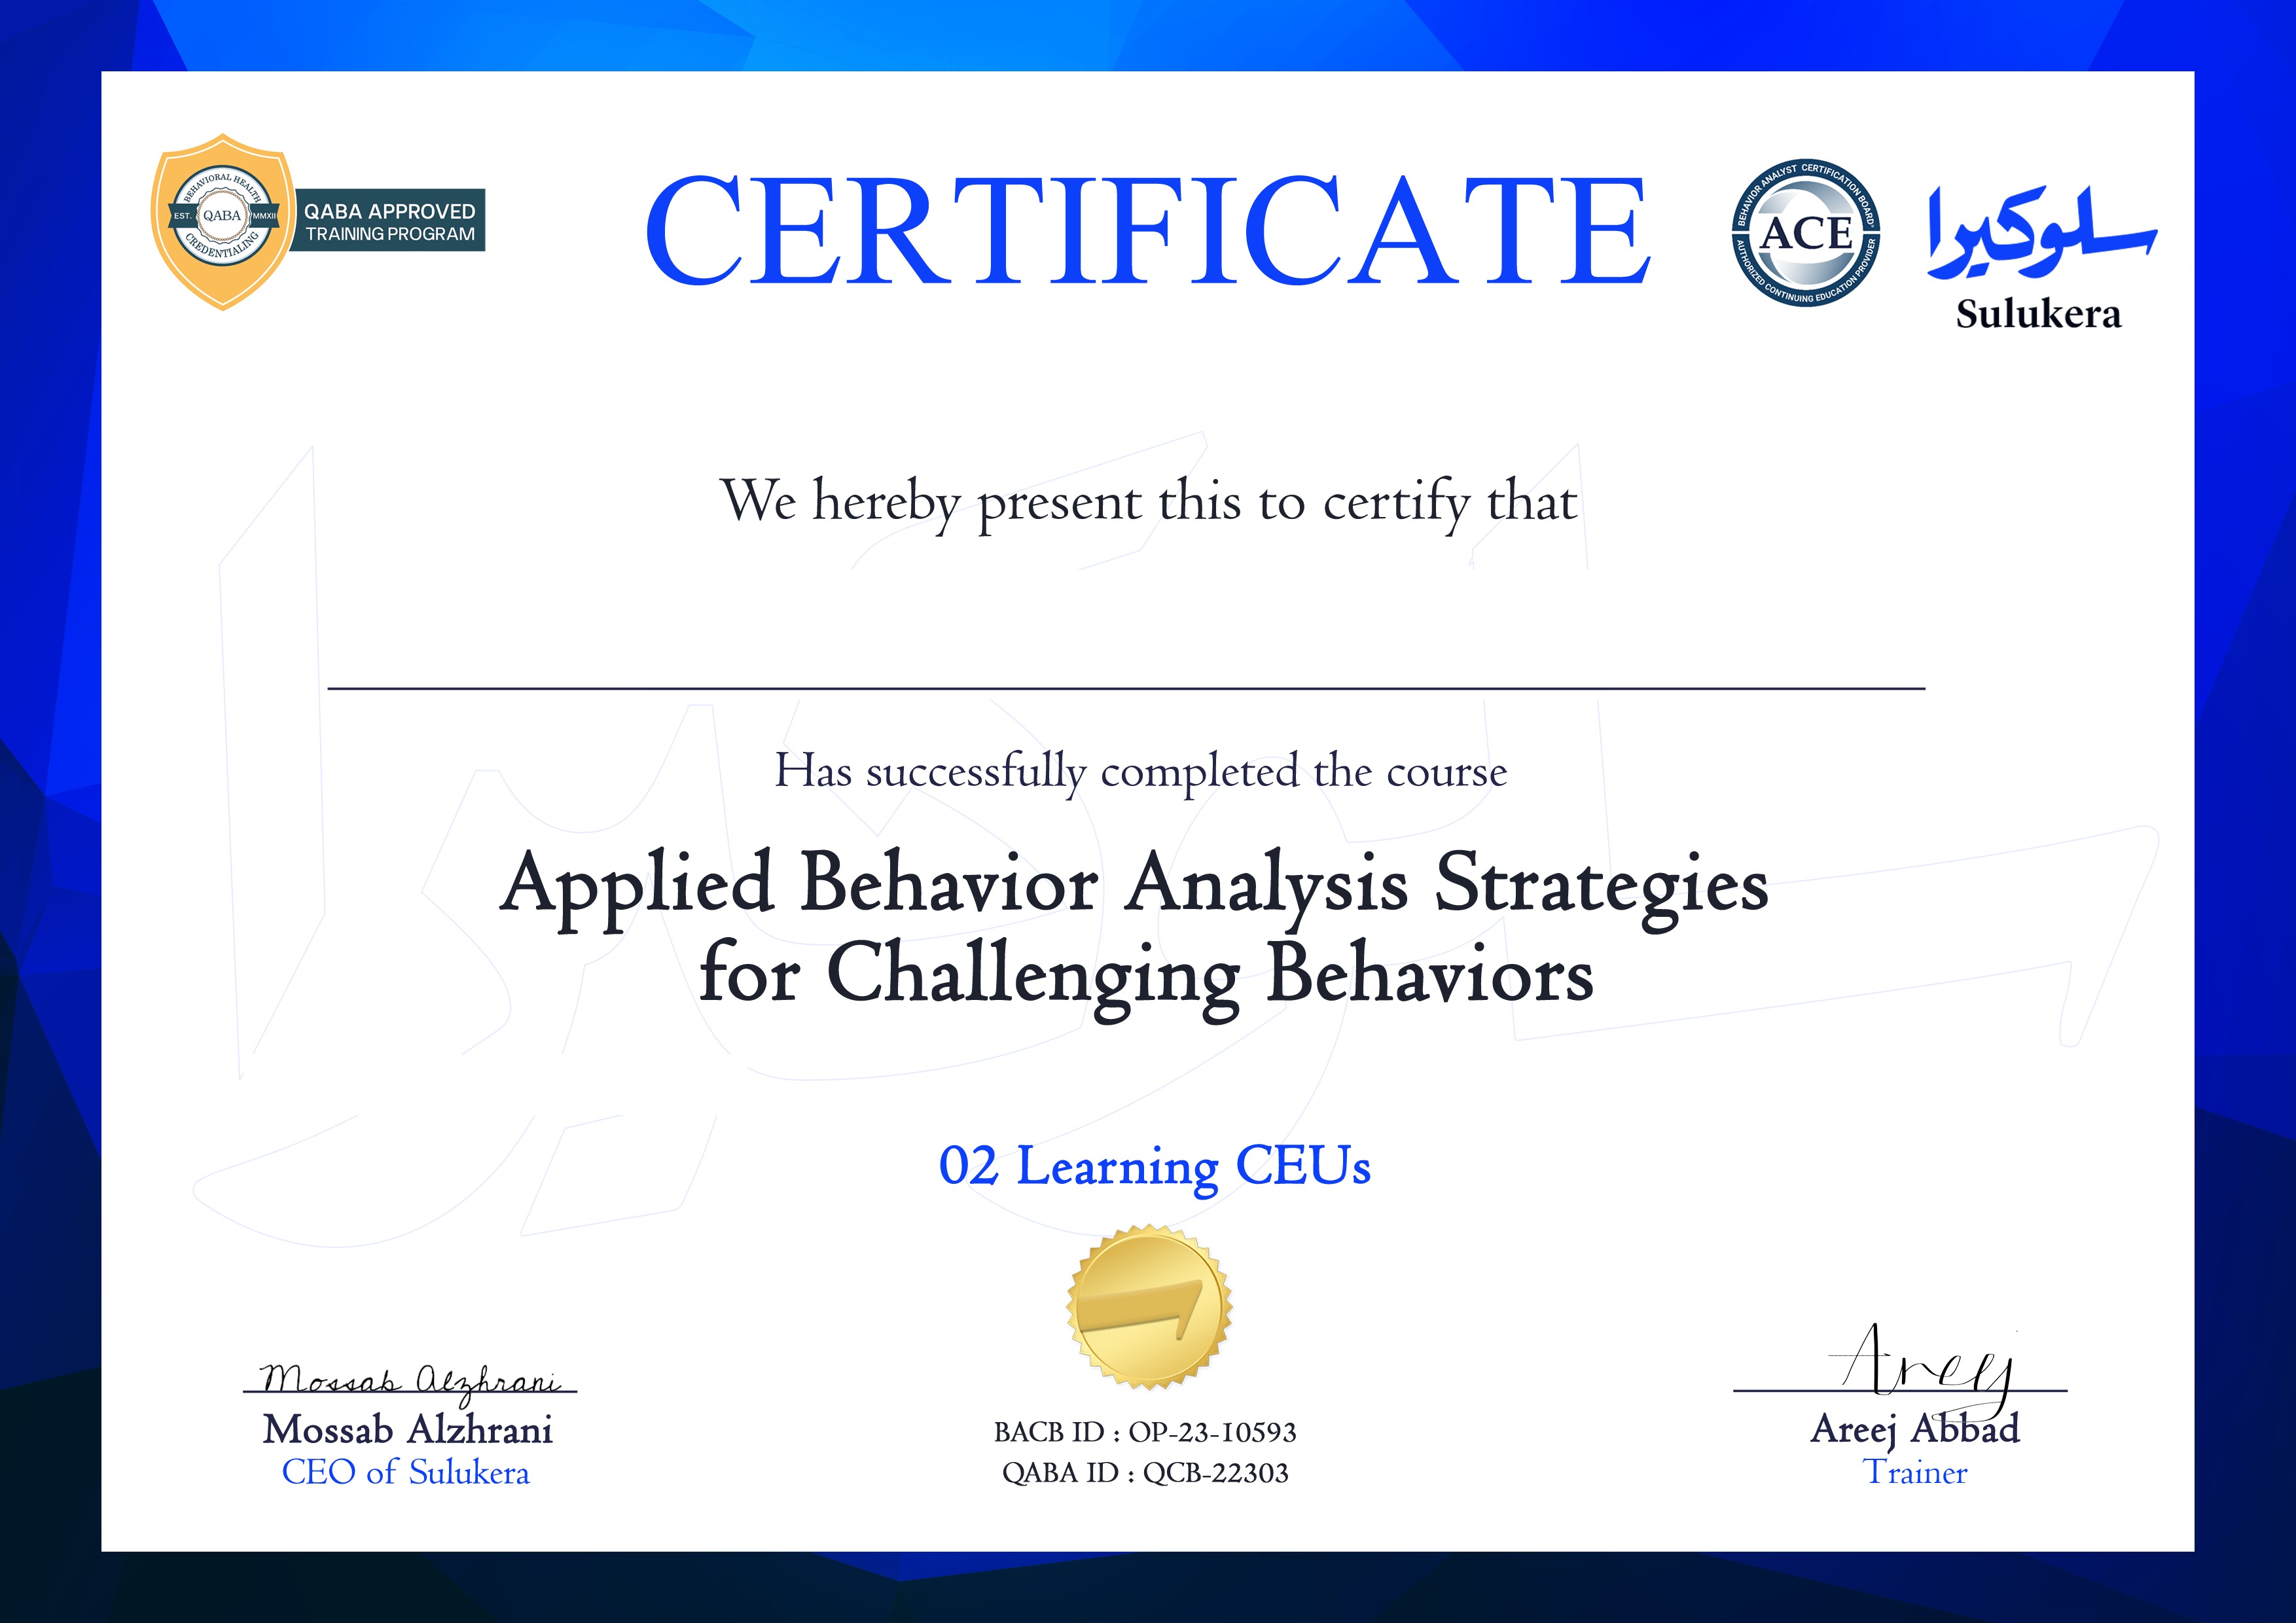 BEHAVIORAL HEALTH
EST. QABA MMXII
CREDENTIALING
QABA APPROVED
TRAINING PROGRAM
CERTIFICATE
BEHAVIOR ANALYST CERTIFICATION BOARD
ACE
AUTHORIZED CONTINUING EDUCATION PROVIDER
سلوكيرا
Sulukera
We hereby present this to certify that
Has successfully completed the course
Applied Behavior Analysis Strategies
for Challenging Behaviors
02 Learning CEUs
Mossab Alzhrani
Mossab Alzhrani
CEO of Sulukera
BACB ID : OP-23-10593
QABA ID : QCB-22303
Areej
Areej Abbad
Trainer